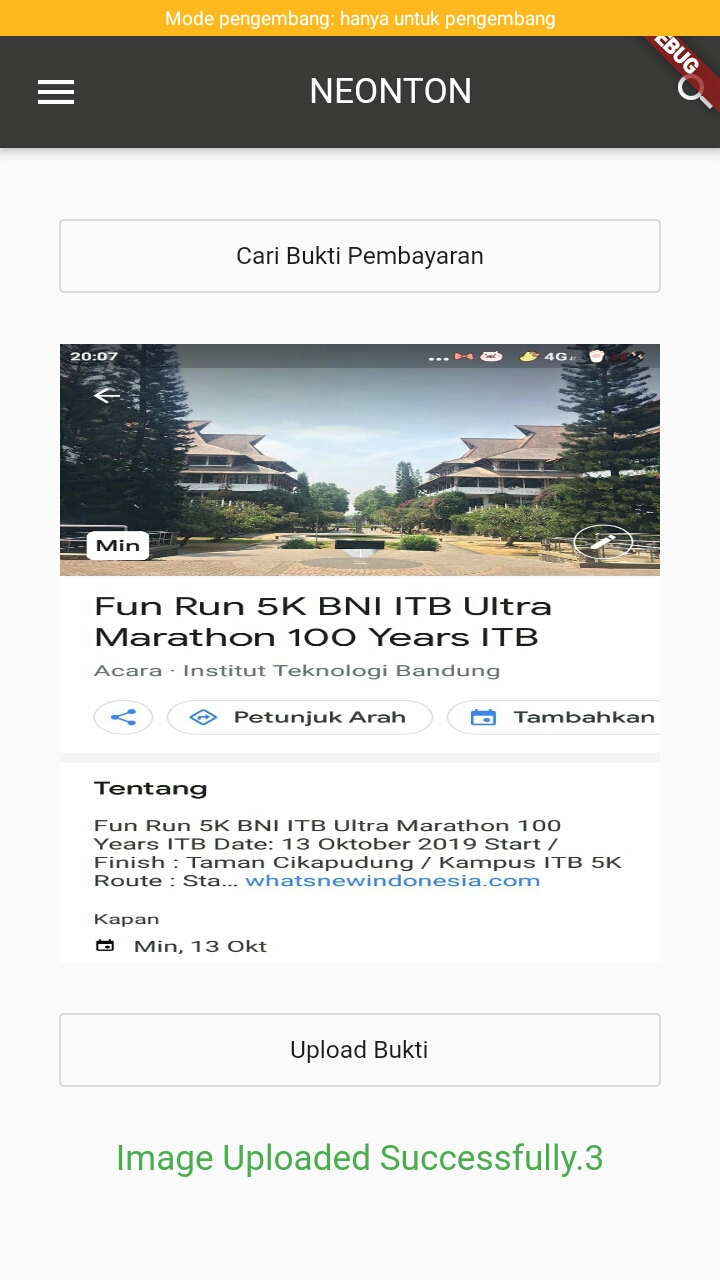 Mode pengembang: hanya untuk pengembang
NEONTON
EBUG
Cari Bukti Pembayaran
20:07
4G
Min
Fun Run 5K BNI ITB Ultra
Marathon 100 Years ITB
Acara · Institut Teknologi Bandung
Petunjuk Arah
Tambahkan
Tentang
Fun Run 5K BNI ITB Ultra Marathon 100
Years ITB Date: 13 Oktober 2019 Start /
Finish : Taman Cikapudung / Kampus ITB 5K
Route : Sta... whatsnewindonesia.com
Kapan
Min, 13 Okt
Upload Bukti
Image Uploaded Successfully.3